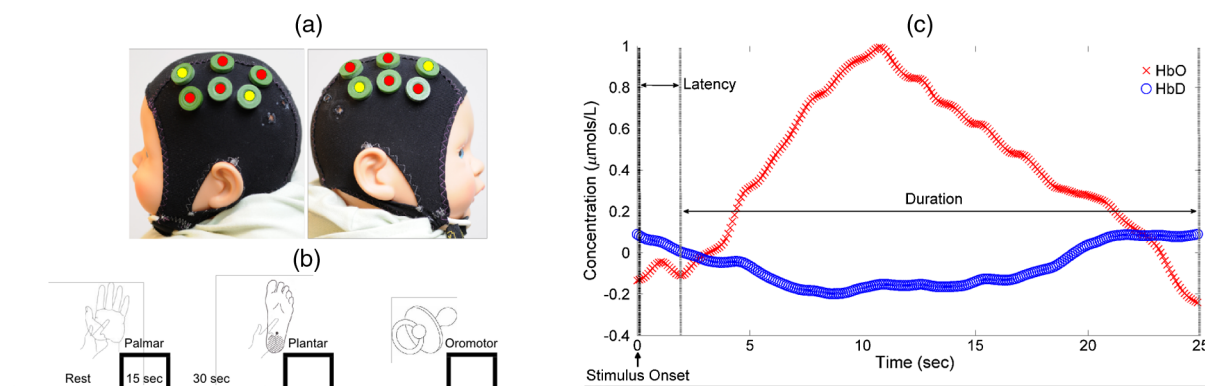 (a)
(b)
Palmar
Plantar
Oromotor
Rest
15 sec
30 sec
(c)
Concentration (μmols/L)
1
0.8
0.6
0.4
0.2
0
-0.2
-0.4
Latency
Duration
HbO
HbD
0
5
10
15
20
25
Time (sec)
Stimulus Onset